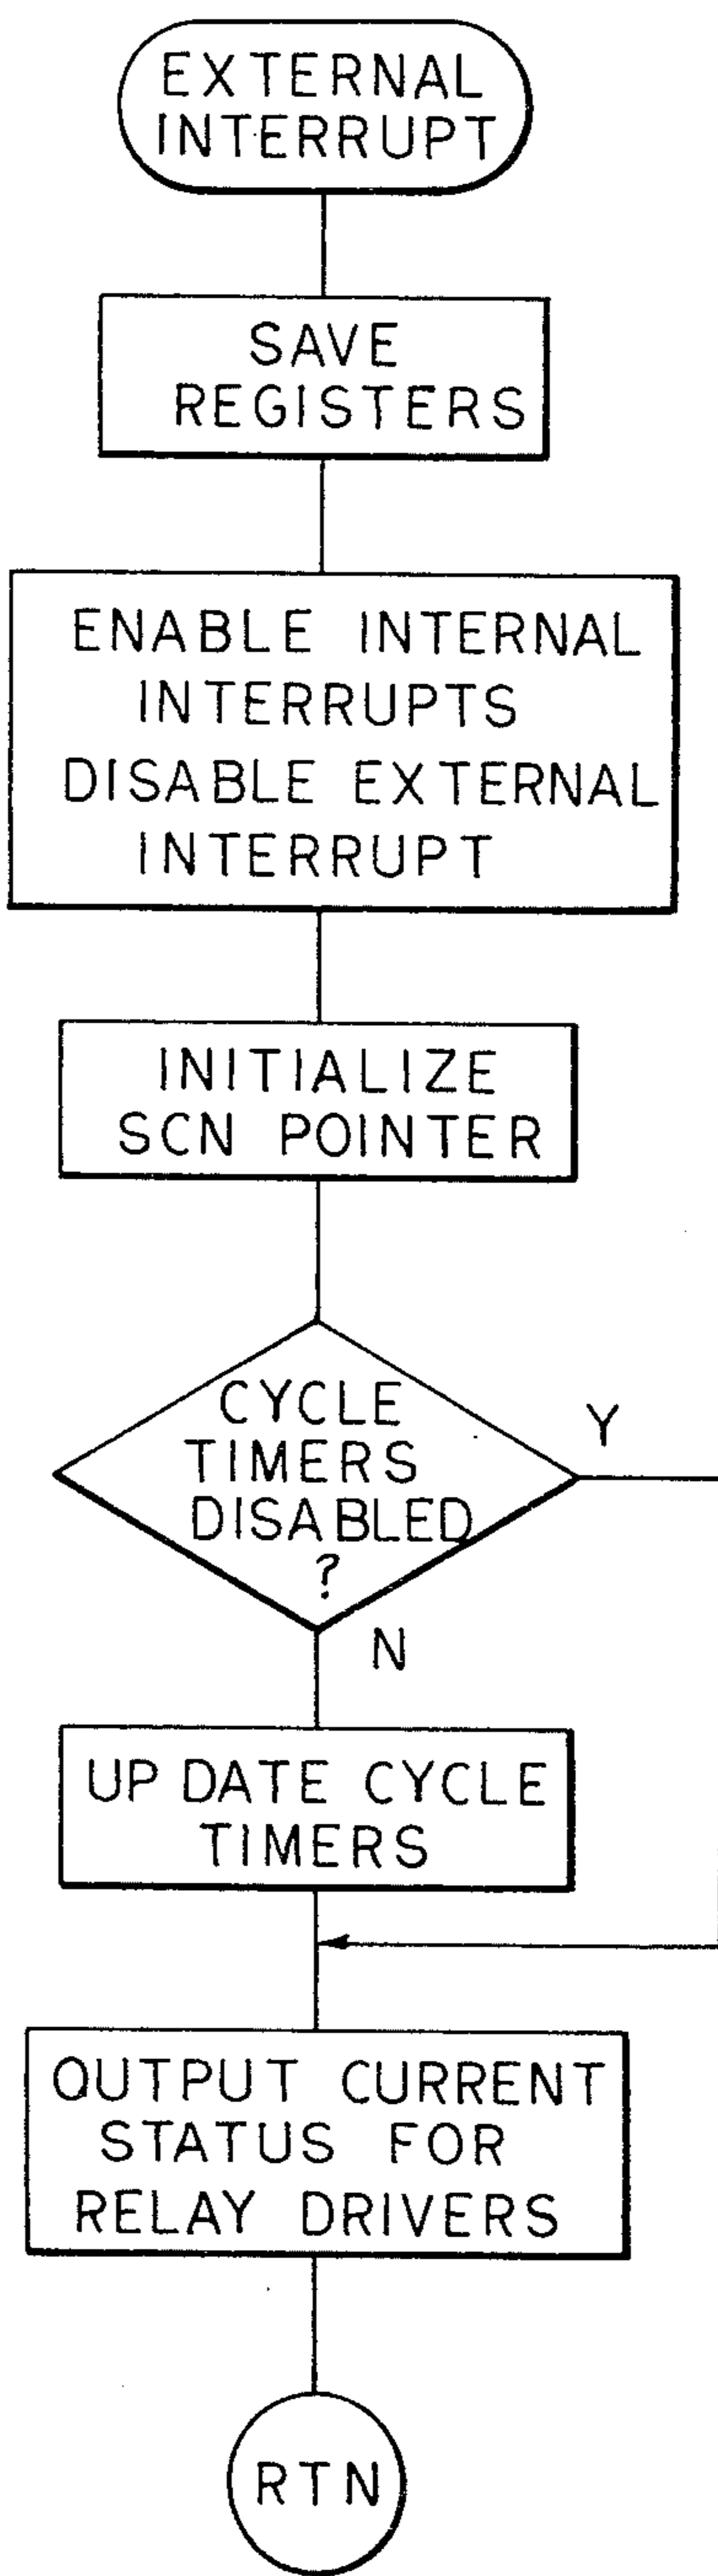 EXTERNAL
INTERRUPT
SAVE
REGISTERS
ENABLE INTERNAL
INTERRUPTS
DISABLE EXTERNAL
INTERRUPT
INITIALIZE
SCN POINTER
CYCLE
TIMERS
DISABLED
?
Y
N
UP DATE CYCLE
TIMERS
OUTPUT CURRENT
STATUS FOR
RELAY DRIVERS
RTN